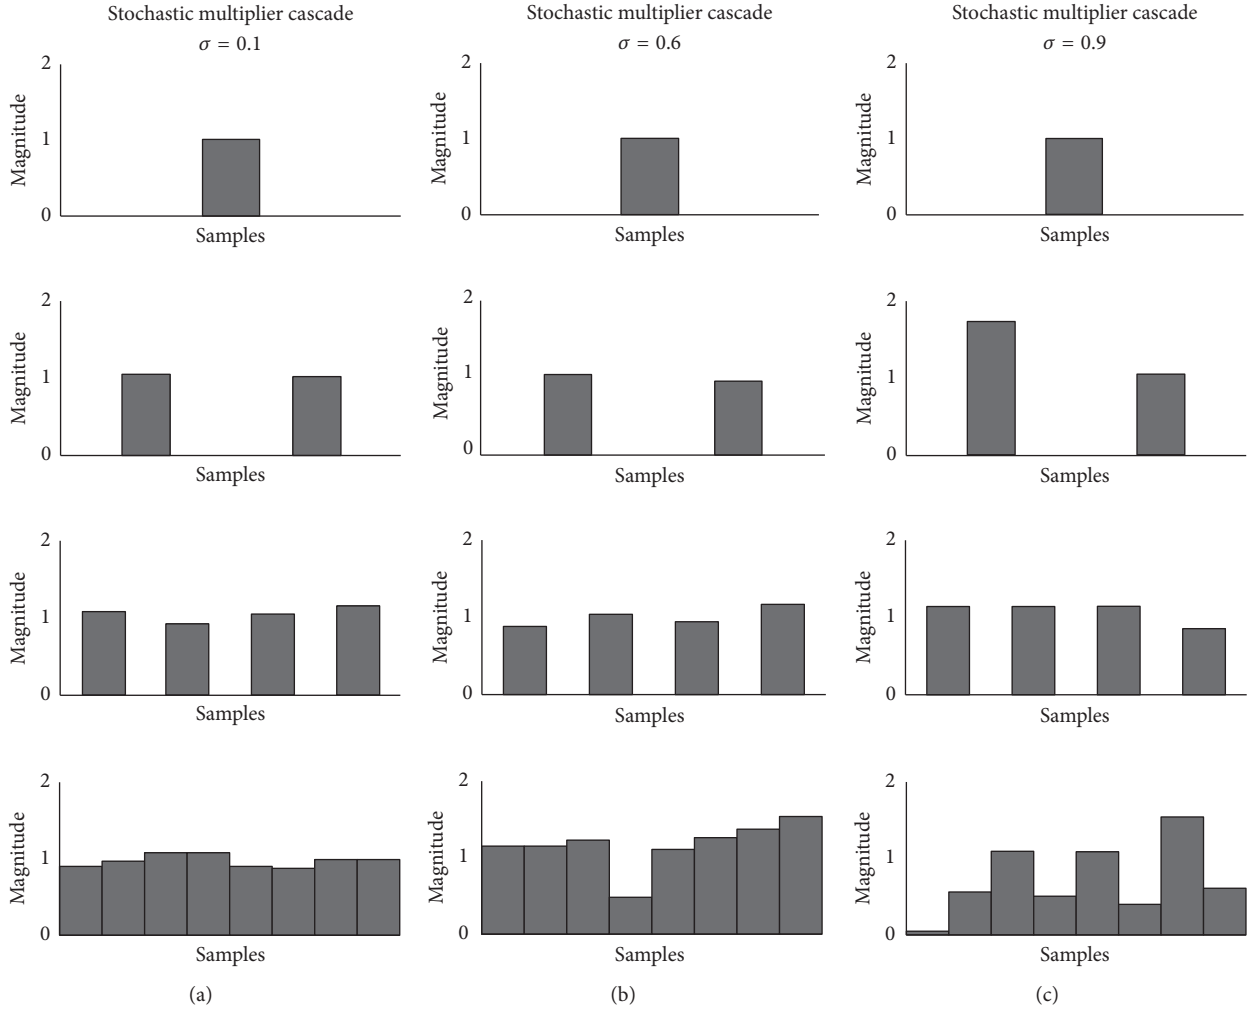 Stochastic multiplier cascade
σ = 0.1
2
1
0
Magnitude
Samples
2
1
0
Magnitude
Samples
2
1
0
Magnitude
Samples
2
1
0
Magnitude
Samples
(a)
Stochastic multiplier cascade
σ = 0.6
2
1
0
Magnitude
Samples
2
1
0
Magnitude
Samples
2
1
0
Magnitude
Samples
2
1
0
Magnitude
Samples
(b)
Stochastic multiplier cascade
σ = 0.9
2
1
0
Magnitude
Samples
2
1
0
Magnitude
Samples
2
1
0
Magnitude
Samples
2
1
0
Magnitude
Samples
(c)